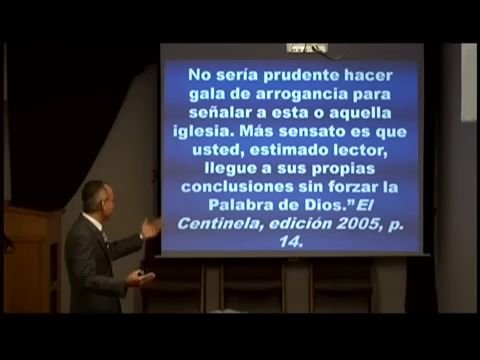 No sería prudente hacer
gala de arrogancia para
señalar a esta o aquella
iglesia. Más sensato es que
usted, estimado lector,
llegue a sus propias
conclusiones sin forzar la
Palabra de Dios.”El
Centinela, edición 2005, p.
14.